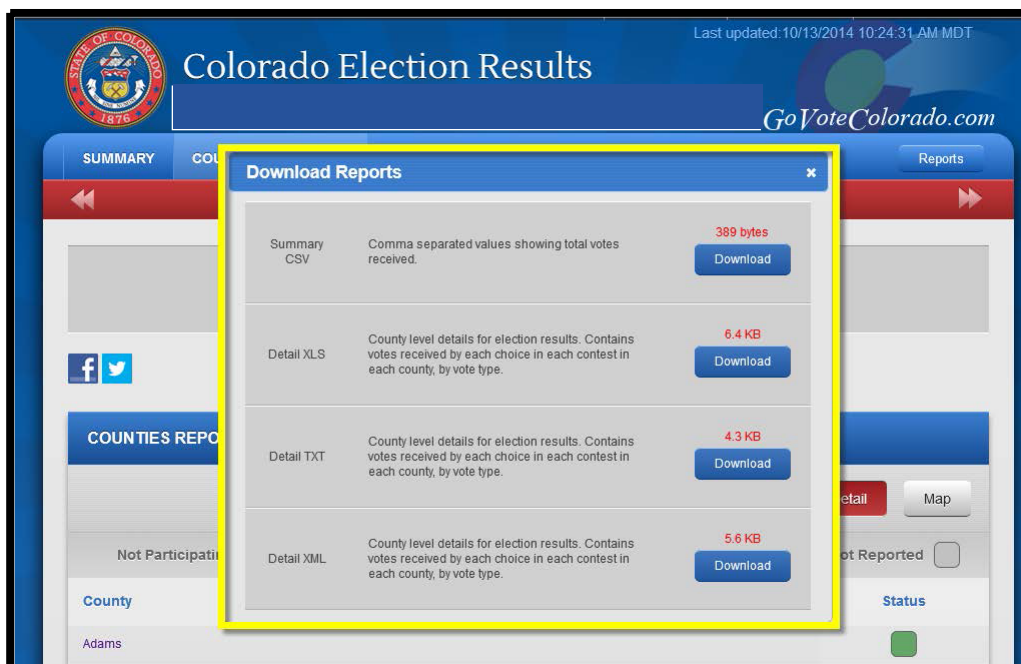 Last updated:10/13/2014 10:24:31 AM MDT
STATE OF COLORADO
1876
Colorado Election Results
GoVoteColorado.com
SUMMARY COU
Reports
Download Reports ×
Summary
CSV
Comma separated values showing total votes
received.
389 bytes
Download
Detail XLS
County level details for election results. Contains
votes received by each choice in each contest in
each county, by vote type.
6.4 KB
Download
f
COUNTIES REPO
Detail TXT
County level details for election results. Contains
votes received by each choice in each contest in
each county, by vote type.
4.3 KB
Download
etail
Map
Not Participatin
ot Reported
Detail XML
County level details for election results. Contains
votes received by each choice in each contest in
each county, by vote type.
5.6 KB
Download
County
Status
Adams